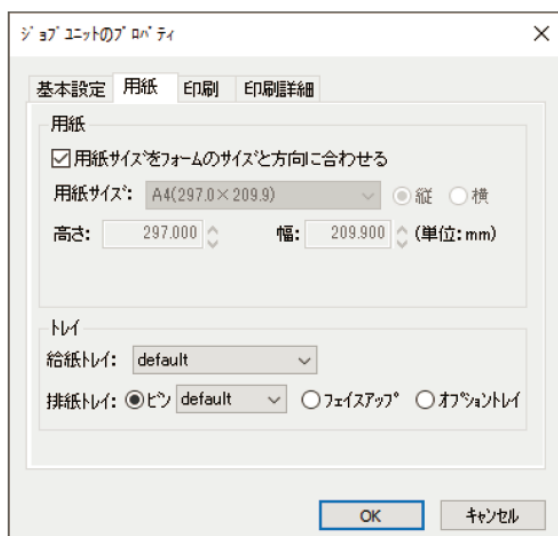 ｼﾞｮﾌﾞﾕﾆｯﾄのﾌﾟﾛﾊﾟﾃｨ
基本設定 用紙 印刷 印刷詳細
用紙
用紙ｻｲｽﾞをﾌｫｰﾑのｻｲｽﾞと方向に合わせる
用紙ｻｲｽﾞ: A4(297.0×209.9) 縦 横
高さ: 297.000 幅: 209.900 (単位: mm)
ﾄﾚｲ
給紙ﾄﾚｲ: default
排紙ﾄﾚｲ: ﾋﾞﾝ default ﾌｪｲｽｱｯﾌﾟ ｵﾌﾟｼｮﾝﾄﾚｲ
OK ｷｬﾝｾﾙ